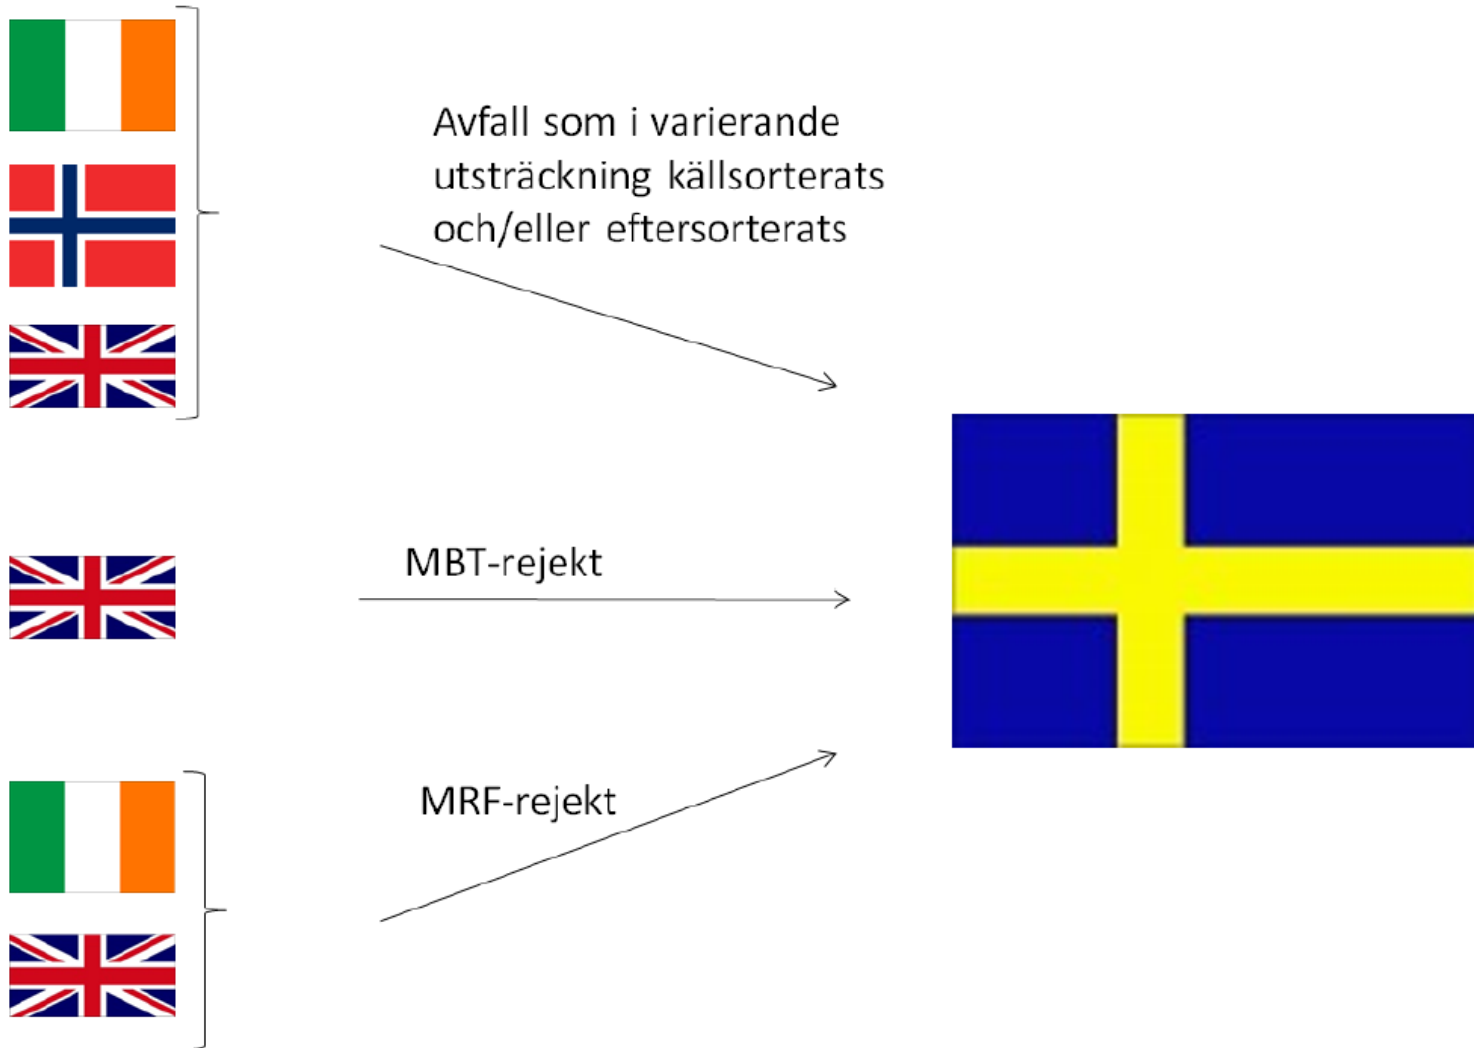 Avfall som i varierande
utsträckning källsorterats
och/eller eftersorterats
MBT-rejekt
MRF-rejekt